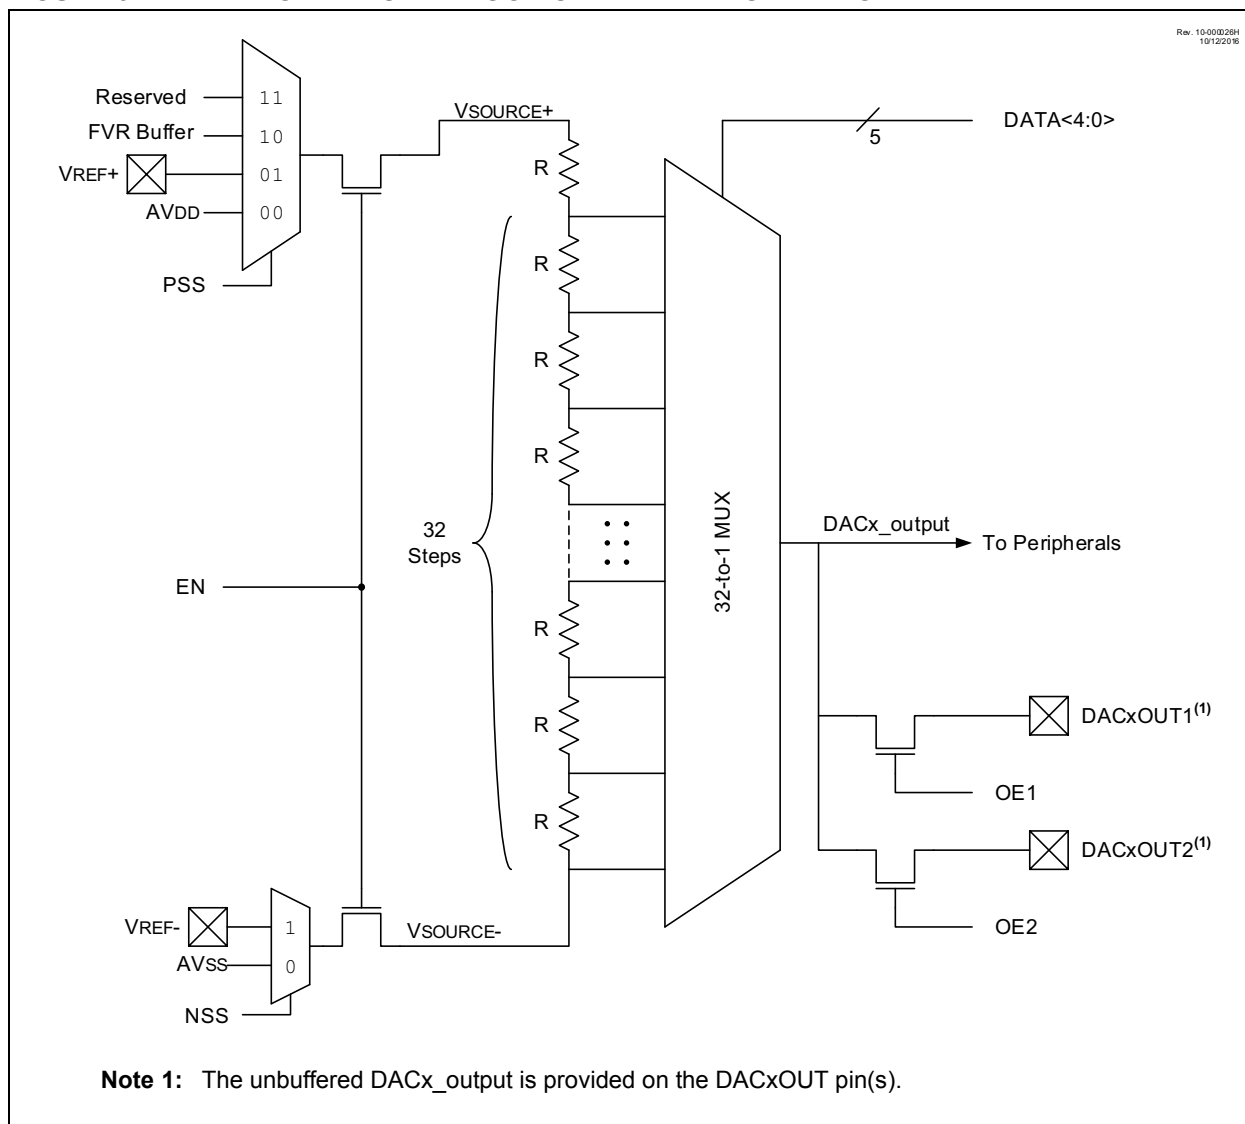 Rev. 10-000026H
10/12/2016
Reserved
11
FVR Buffer
10
VREF+
01
AVDD
00
PSS
VSOURCE+
R
R
R
R
DATA<4:0>
5
32
Steps
32-to-1 MUX
DACx_output
To Peripherals
EN
R
R
R
DACxOUT1(1)
OE1
DACxOUT2(1)
OE2
VREF-
1
AVSS
0
NSS
VSOURCE-
Note 1: The unbuffered DACx_output is provided on the DACxOUT pin(s).